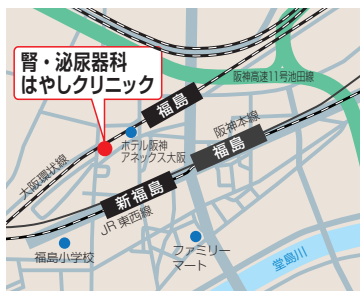 腎・泌尿器科
はやしクリニック
阪神高速11号池田線
福島
ホテル阪神
アネックス大阪
阪神本線
福島
大阪環状線
新福島
JR東西線
福島小学校
ファミリー
マート
堂島川